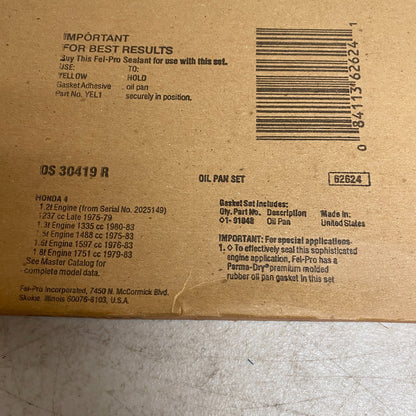 IMPORTANT
FOR BEST RESULTS
Buy This Fel-Pro Sealant for use with this set.
USE: TO:
YELLOW HOLD
Gasket Adhesive oil pan
Part No. YEL1 securely in position.
0 84113 62624 1
OS 30419 R OIL PAN SET 62624
HONDA 4
1.2ℓ Engine (from Serial No. 2025149)
1237 cc Late 1975-79
1.3ℓ Engine 1335 cc 1980-83
1.5ℓ Engine 1488 cc 1975-83
1.6ℓ Engine 1597 cc 1976-83
1.8ℓ Engine 1751 cc 1979-83
See Master Catalog for
complete model data.
Gasket Set Includes:
Qty. Part No. Description Made in:
01- 91848 Oil Pan United States
IMPORTANT: For special applications-
1. ◇ To effectively seal this sophisticated
engine application, Fel-Pro has a
Perma-Dry® premium molded
rubber oil pan gasket in this set
Fel-Pro Incorporated, 7450 N. McCormick Blvd.
Skokie, Illinois 60076-8103, U.S.A.